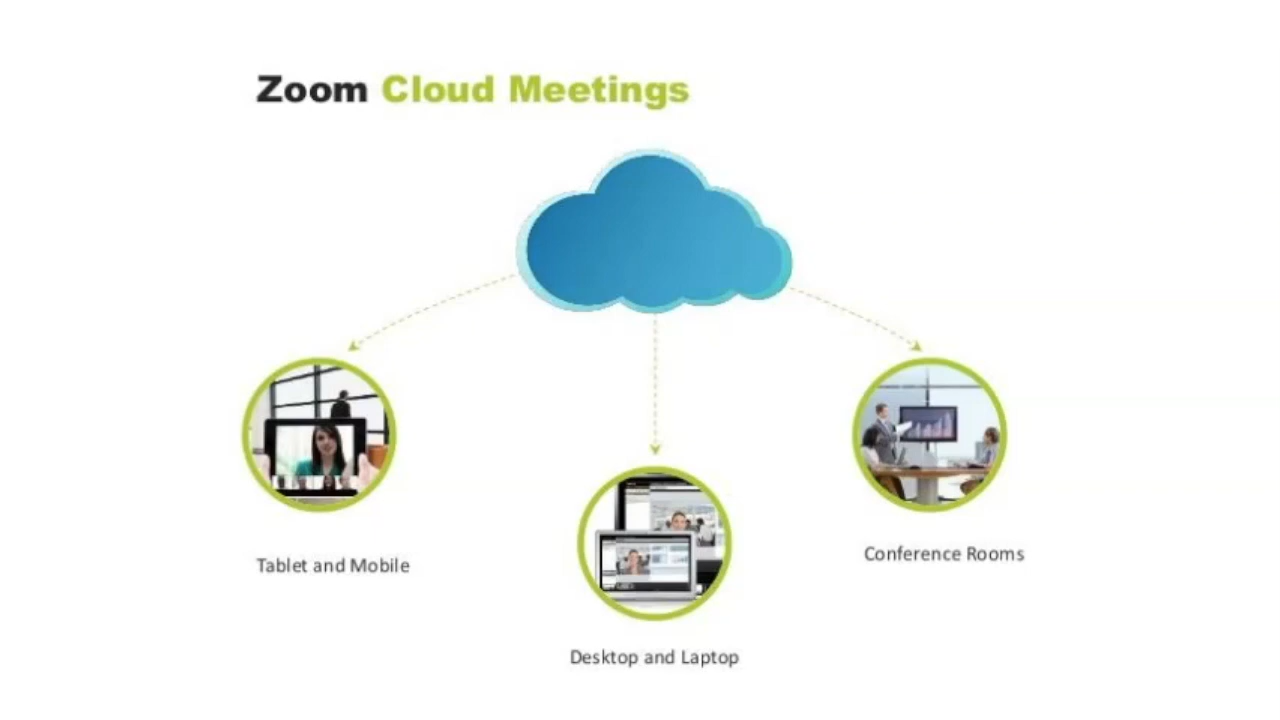 Zoom Cloud Meetings
Tablet and Mobile
Conference Rooms
Desktop and Laptop